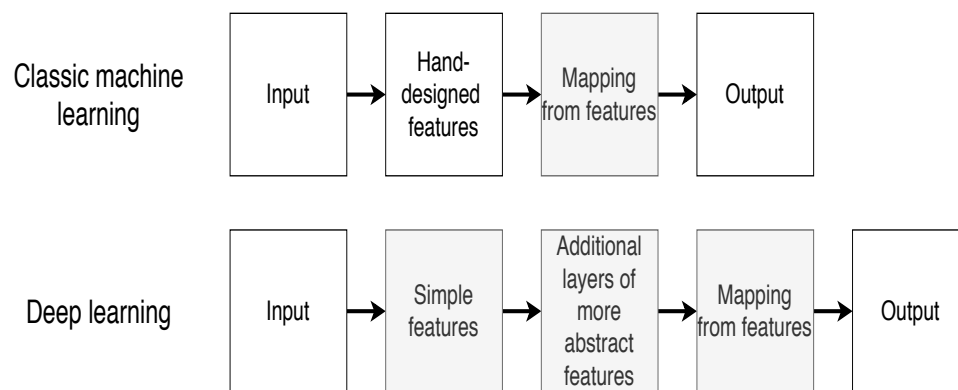 Classic machine
learning
Input
Hand-
designed
features
Mapping
from features
Output
Deep learning
Input
Simple
features
Additional
layers of
more
abstract
features
Mapping
from features
Output